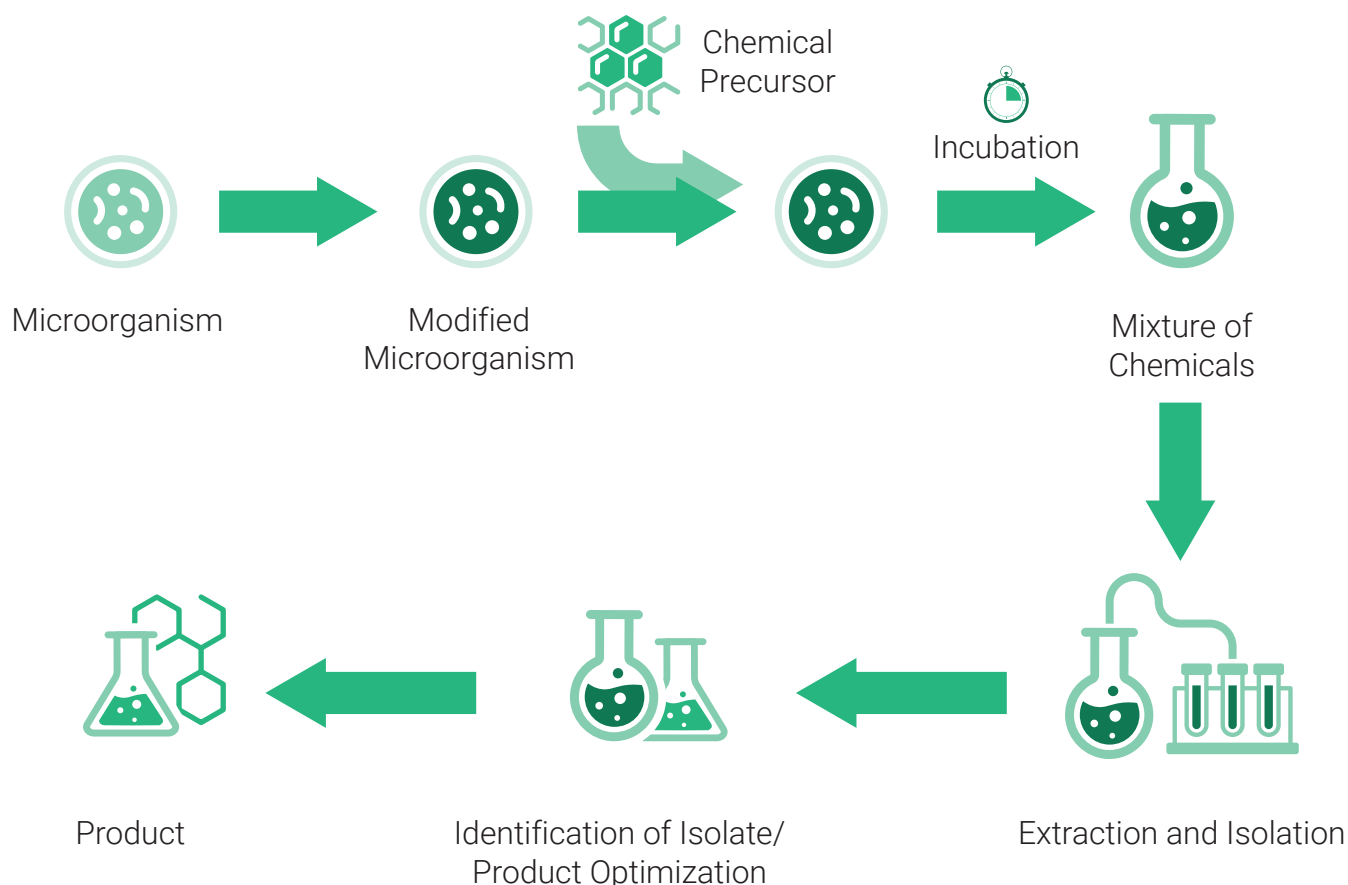 Chemical
Precursor
Incubation
Microorganism
Modified
Microorganism
Mixture of
Chemicals
Product
Identification of Isolate/
Product Optimization
Extraction and Isolation